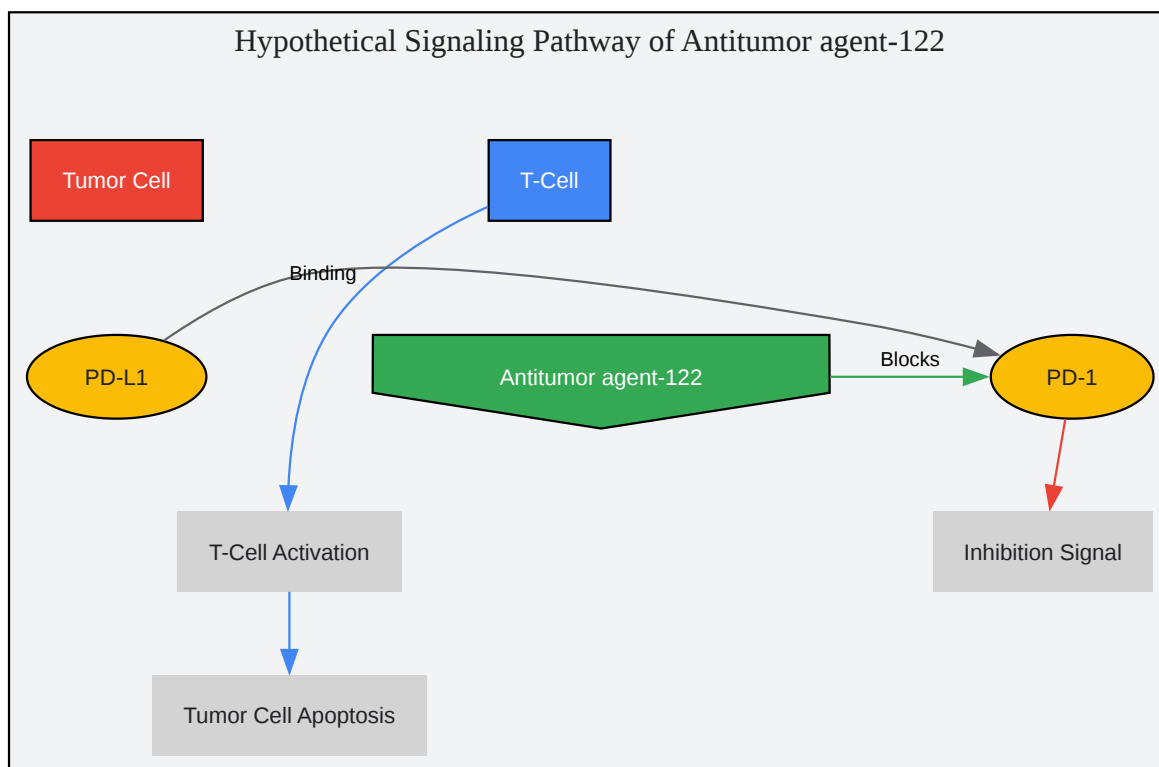 Hypothetical Signaling Pathway of Antitumor agent-122
Tumor Cell
T-Cell
Binding
PD-L1
Antitumor agent-122
Blocks
PD-1
T-Cell Activation
Inhibition Signal
Tumor Cell Apoptosis